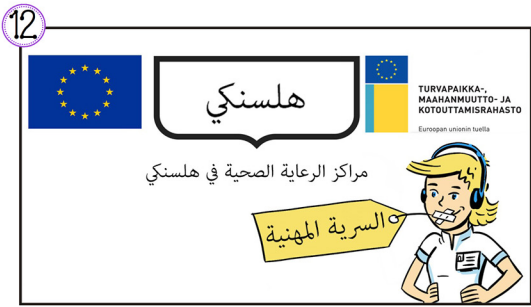 12
هلسنكي
TURVAPAIKKA-,
MAAHANMUUTTO- JA
KOTOUTTAMISRAHASTO
Euroopan unionin tuella
مراكز الرعاية الصحية في هلسنكي
السرية المهنية